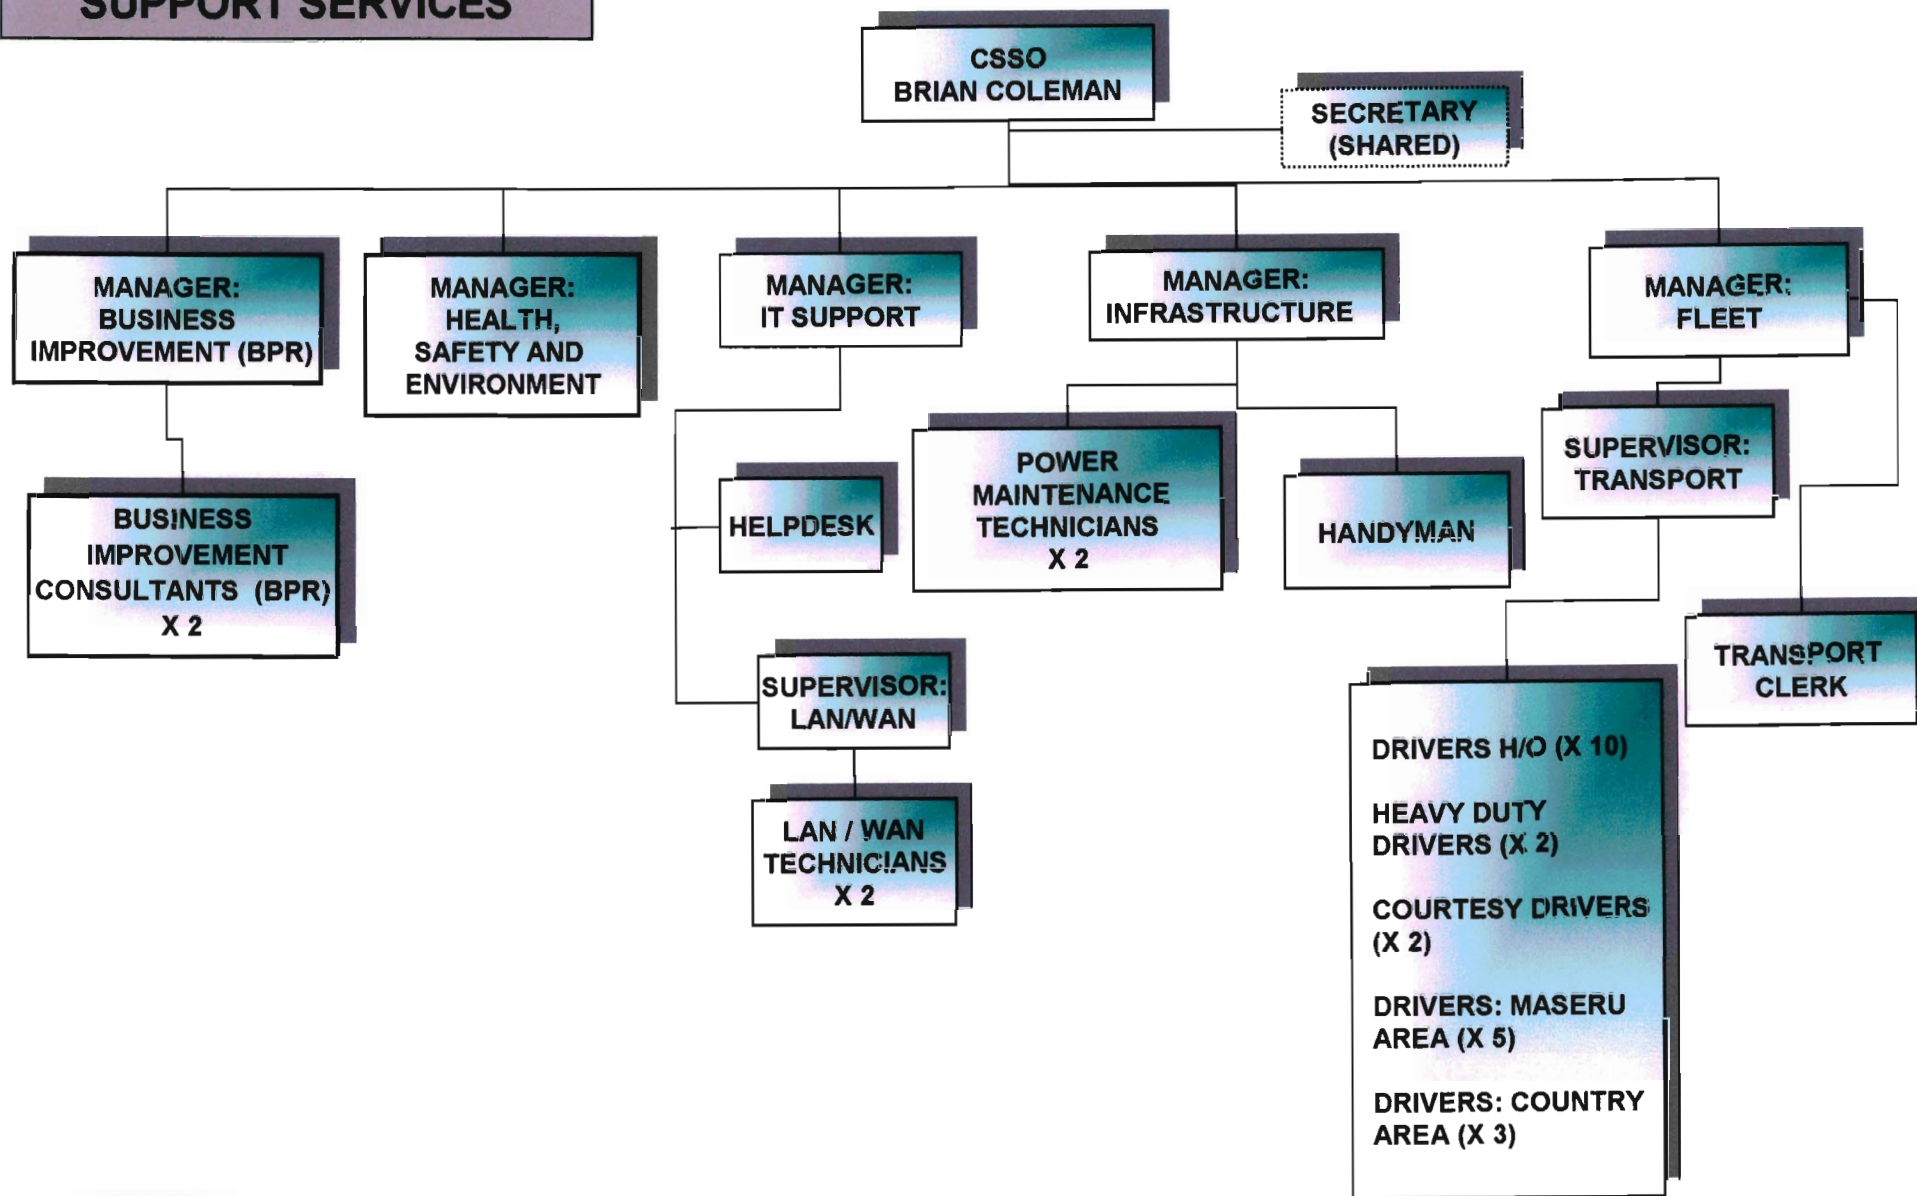 SUPPORT SERVICES
CSSO
BRIAN COLEMAN
SECRETARY
(SHARED)
MANAGER:
BUSINESS
IMPROVEMENT (BPR)
MANAGER:
HEALTH,
SAFETY AND
ENVIRONMENT
MANAGER:
IT SUPPORT
MANAGER:
INFRASTRUCTURE
MANAGER:
FLEET
BUSINESS
IMPROVEMENT
CONSULTANTS (BPR)
X 2
HELPDESK
POWER
MAINTENANCE
TECHNICIANS
X 2
HANDYMAN
SUPERVISOR:
TRANSPORT
SUPERVISOR:
LAN/WAN
LAN / WAN
TECHNICIANS
X 2
TRANSPORT
CLERK
DRIVERS H/O (X 10)
HEAVY DUTY
DRIVERS (X 2)
COURTESY DRIVERS
(X 2)
DRIVERS: MASERU
AREA (X 5)
DRIVERS: COUNTRY
AREA (X 3)